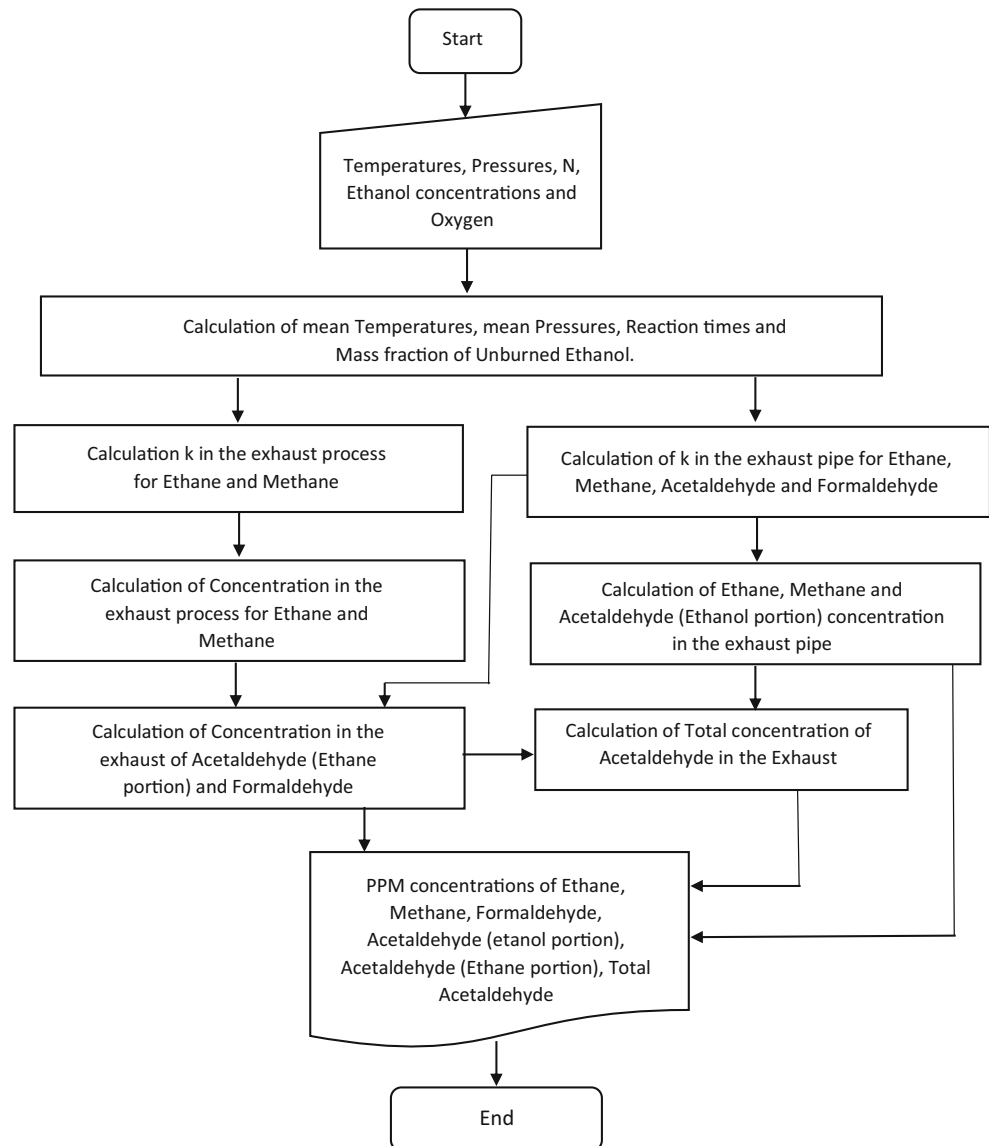 Start
Temperatures, Pressures, N,
Ethanol concentrations and
Oxygen
Calculation of mean Temperatures, mean Pressures, Reaction times and
Mass fraction of Unburned Ethanol.
Calculation k in the exhaust process
for Ethane and Methane
Calculation of k in the exhaust pipe for Ethane,
Methane, Acetaldehyde and Formaldehyde
Calculation of Concentration in the
exhaust process for Ethane and
Methane
Calculation of Ethane, Methane and
Acetaldehyde (Ethanol portion) concentration
in the exhaust pipe
Calculation of Concentration in the
exhaust of Acetaldehyde (Ethane
portion) and Formaldehyde
Calculation of Total concentration of
Acetaldehyde in the Exhaust
PPM concentrations of Ethane,
Methane, Formaldehyde,
Acetaldehyde (etanol portion),
Acetaldehyde (Ethane portion), Total
Acetaldehyde
End